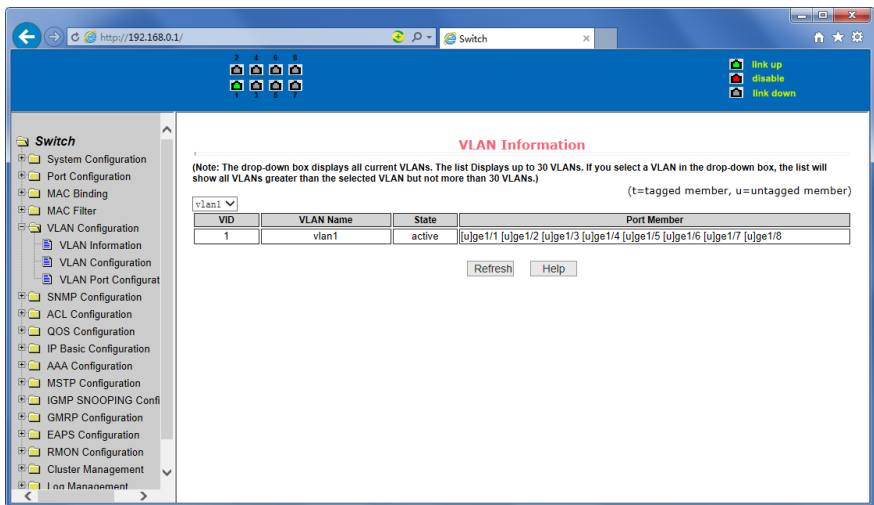 http://192.168.0.1/
Switch
2 4 6 8
1 3 5 7
link up
disable
link down
Switch
System Configuration
Port Configuration
MAC Binding
MAC Filter
VLAN Configuration
VLAN Information
VLAN Configuration
VLAN Port Configurat
SNMP Configuration
ACL Configuration
QOS Configuration
IP Basic Configuration
AAA Configuration
MSTP Configuration
IGMP SNOOPING Confi
GMRP Configuration
EAPS Configuration
RMON Configuration
Cluster Management
Log Management
VLAN Information
(Note: The drop-down box displays all current VLANs. The list Displays up to 30 VLANs. If you select a VLAN in the drop-down box, the list will
show all VLANs greater than the selected VLAN but not more than 30 VLANs.)
(t=tagged member, u=untagged member)
vlan1
VID VLAN Name State Port Member
1 vlan1 active [u]ge1/1 [u]ge1/2 [u]ge1/3 [u]ge1/4 [u]ge1/5 [u]ge1/6 [u]ge1/7 [u]ge1/8
Refresh Help